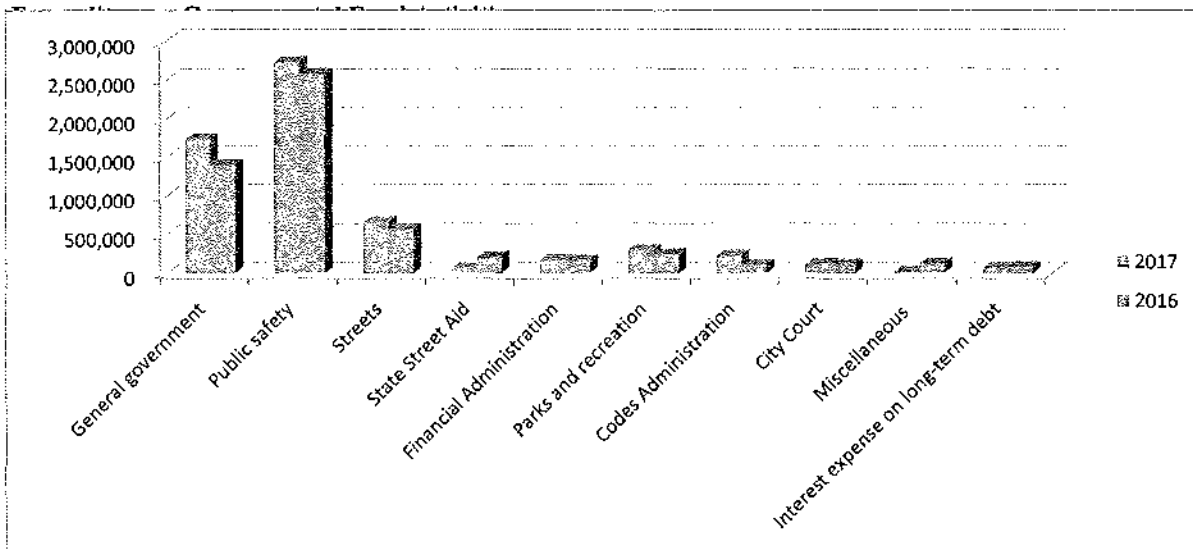 3,000,000
2,500,000
2,000,000
1,500,000
1,000,000
500,000
0
General government
Public safety
Streets
State Street Aid
Financial Administration
Parks and recreation
Codes Administration
City Court
Miscellaneous
Interest expense on long-term debt
2017
2016